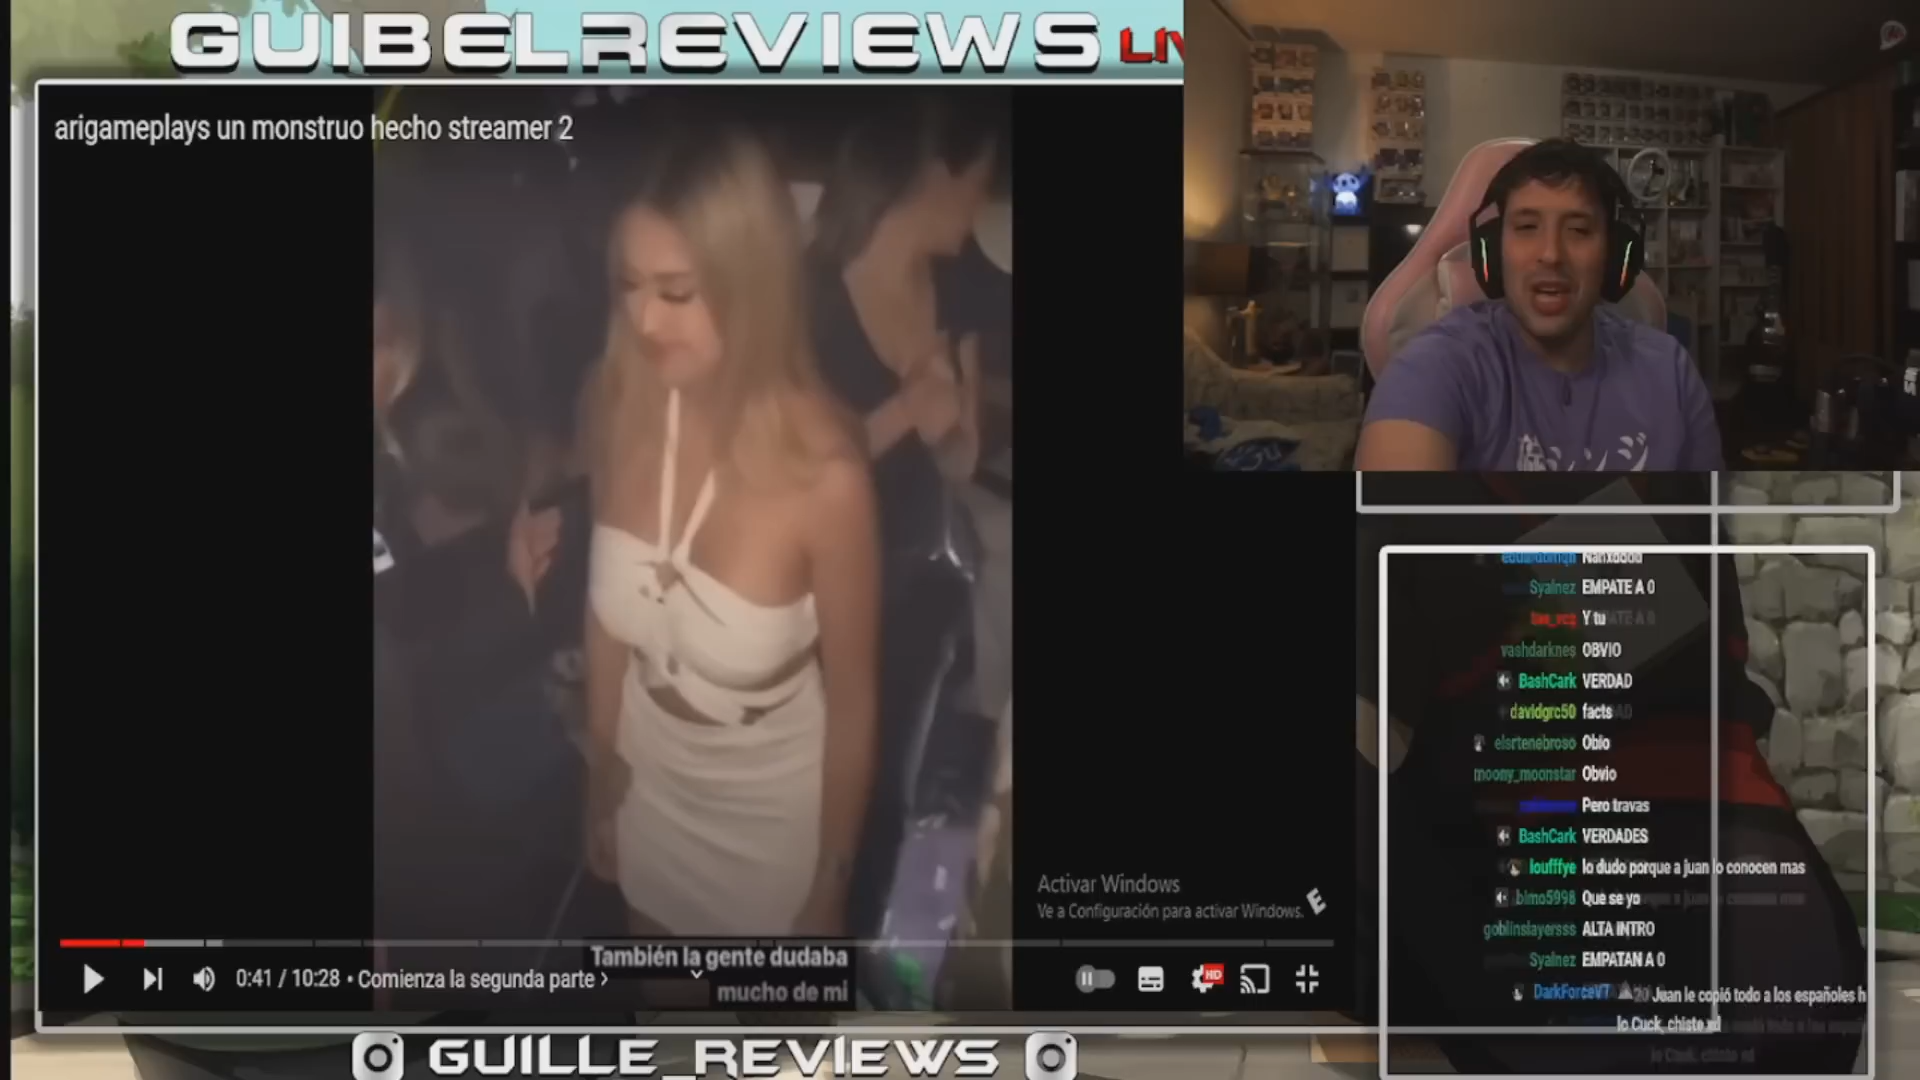 GUIBELREVIEWS LIV
arigameplays un monstruo hecho streamer 2
Activar Windows
Ve a Configuración para activar Windows.
También la gente dudaba
mucho de mi
0:41 / 10:28 • Comienza la segunda parte ›
HD
GUILLE_REVIEWS
Syalnez EMPATE A 0
Y tu
vashdarknes OBVIO
BashCark VERDAD
davidgrc50 facts
elsrtenebroso Obio
moony_moonstar Obvio
Pero travas
BashCark VERDADES
loufffye lo dudo porque a juan lo conocen mas
bimo5998 Que se yo
goblinslayersss ALTA INTRO
Syalnez EMPATAN A 0
DarkForceVT Juan le copió todo a los españoles h
lo Cuck, chiste xd